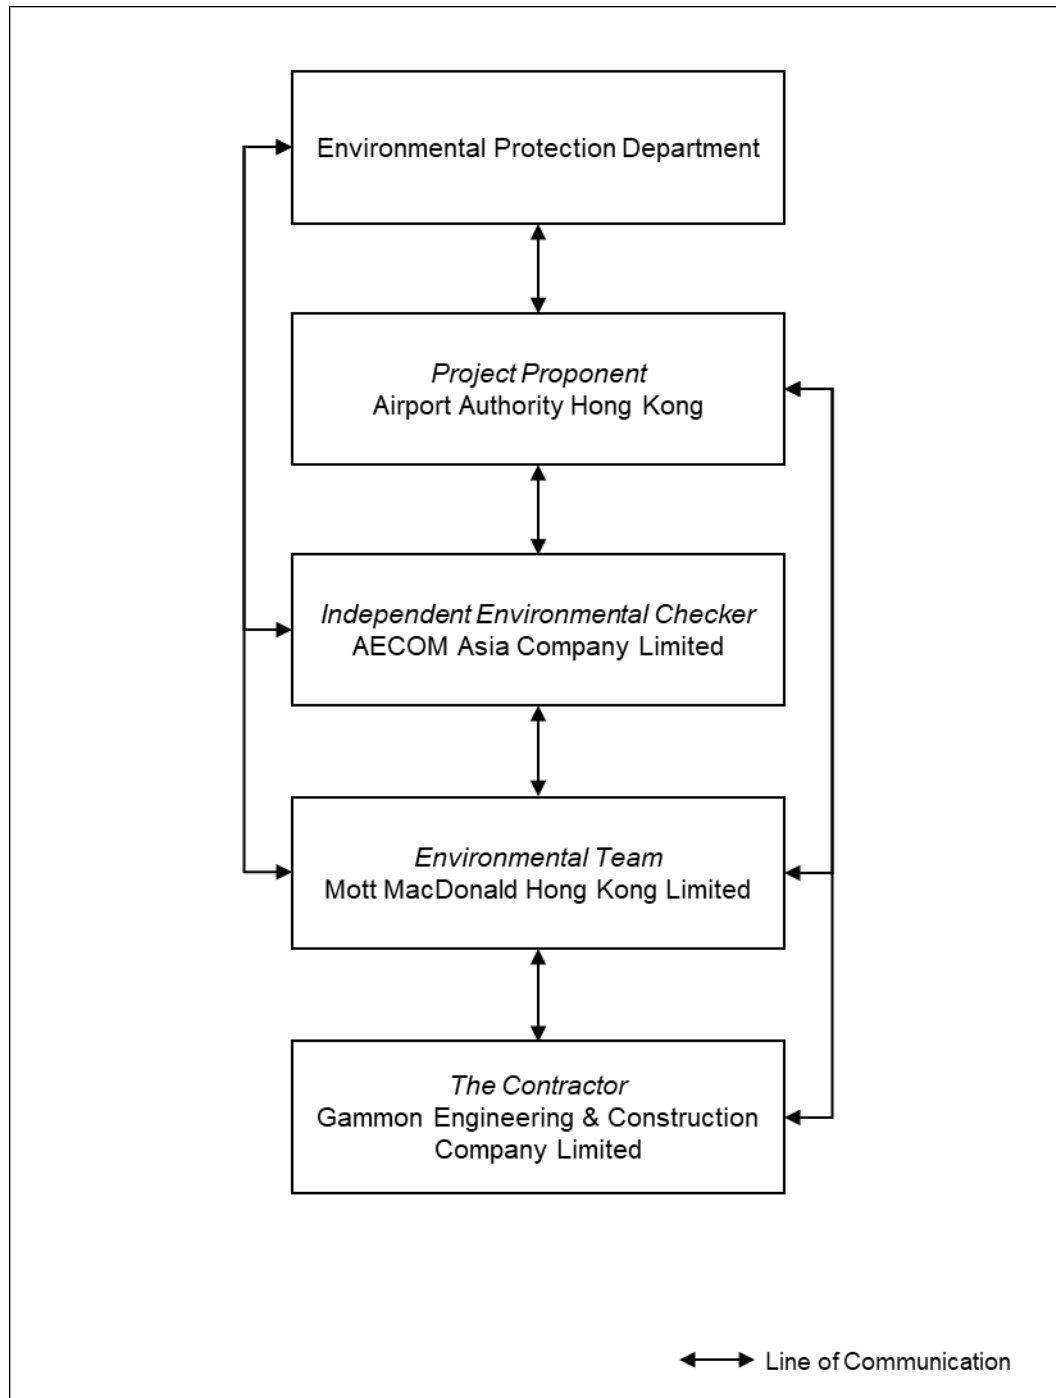 Environmental Protection Department
Project Proponent
Airport Authority Hong Kong
Independent Environmental Checker
AECOM Asia Company Limited
Environmental Team
Mott MacDonald Hong Kong Limited
The Contractor
Gammon Engineering & Construction
Company Limited
Line of Communication